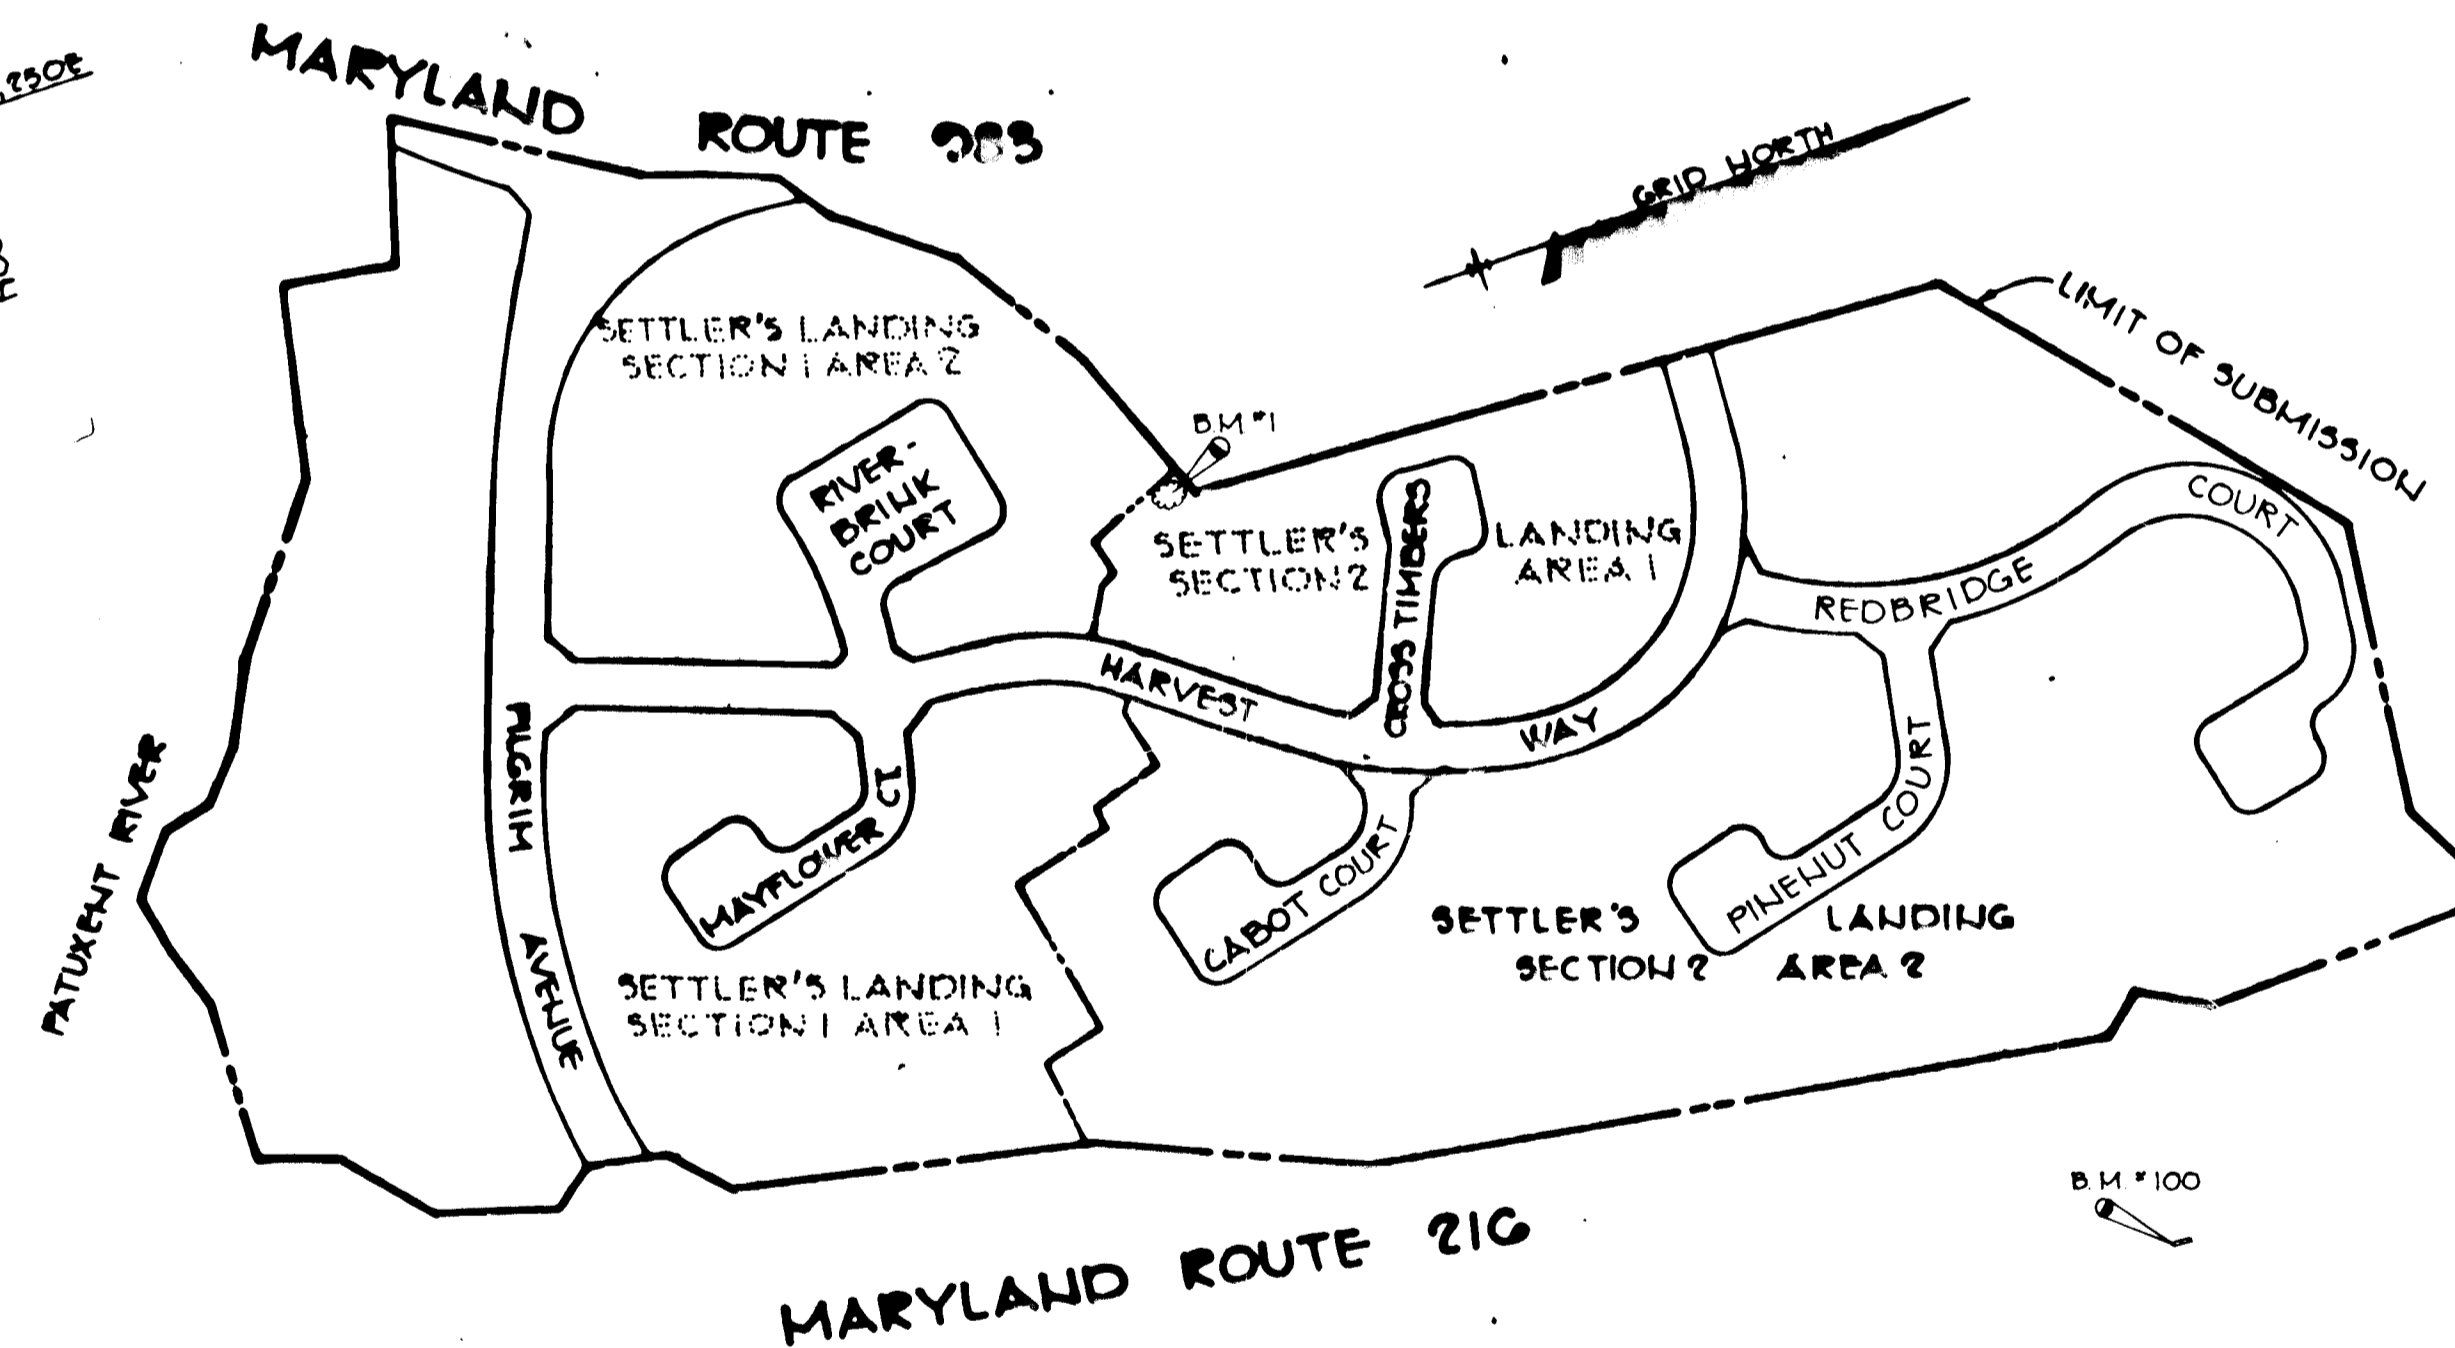 250E
MARYLAND ROUTE 983
GRID NORTH
LIMIT OF SUBMISSION
SETTLER'S LANDING
SECTION 1 AREA 2
B.M #1
RIVER-
BRINK
COURT
SETTLER'S LANDING
SECTION 2 AREA 1
CROSS TIMBERS
COURT
REDBRIDGE
HARVEST
WAY
PILGRIM
AVENUE
PATUXENT RIVER
MAYFLOWER
CT
CABOT COURT
PINENUT COURT
SETTLER'S LANDING
SECTION 2 AREA 2
SETTLER'S LANDING
SECTION 1 AREA 1
B.M. #100
MARYLAND ROUTE 216